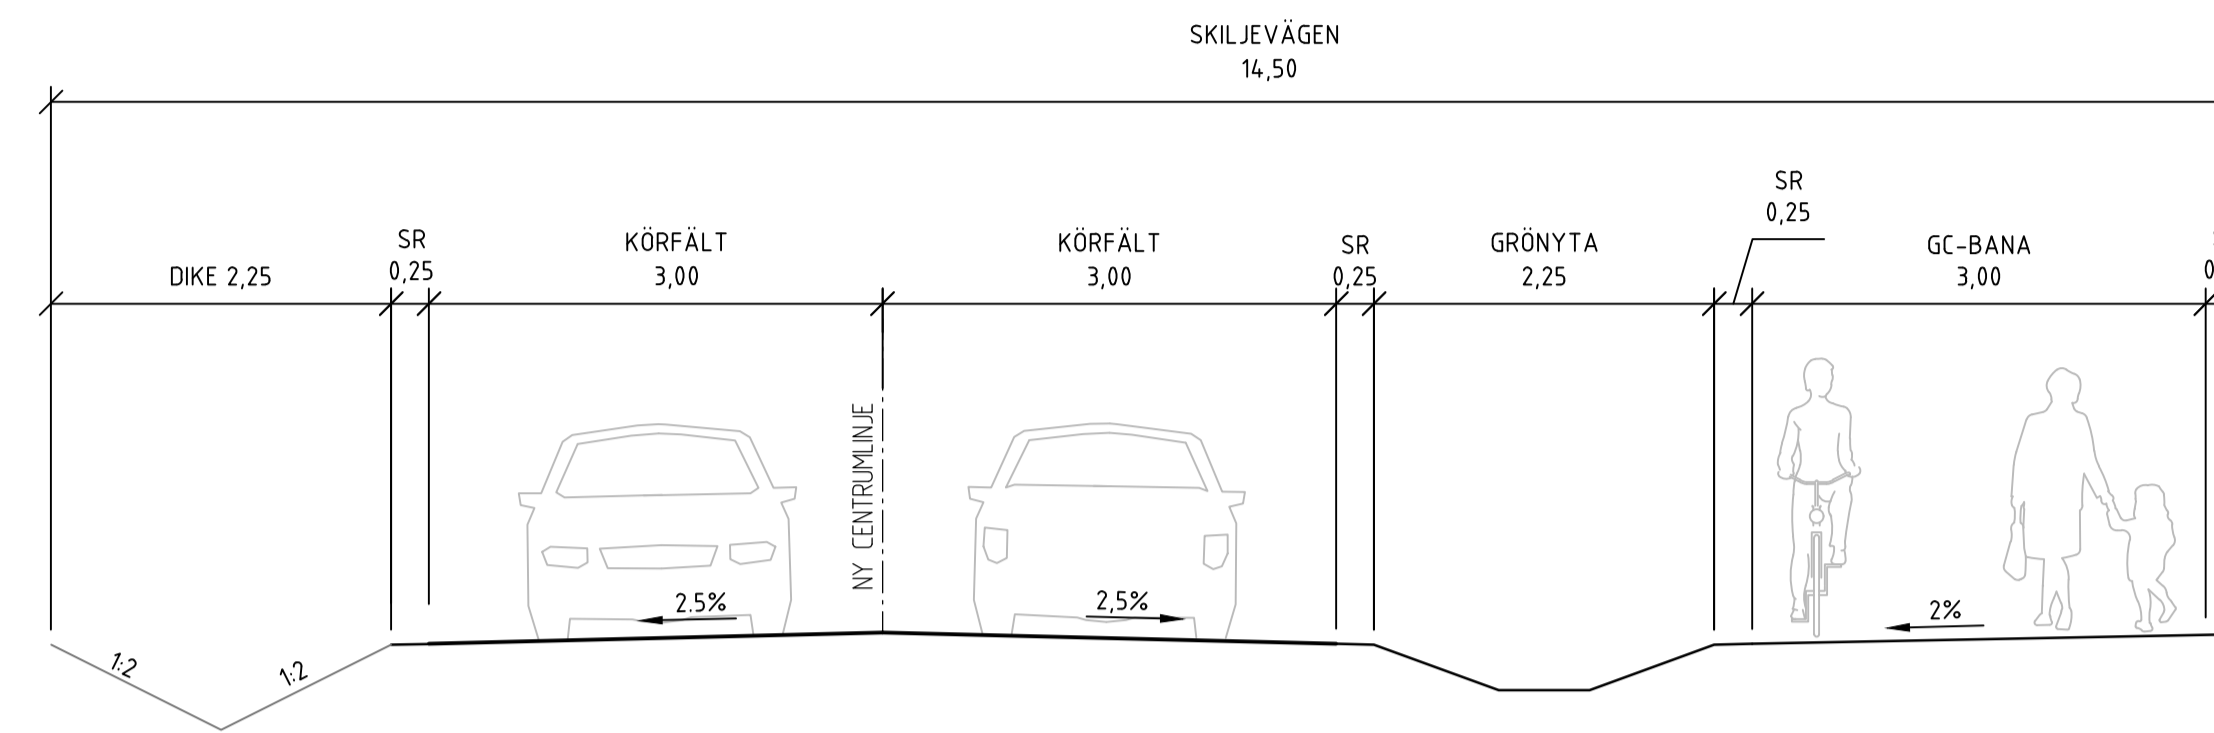 SKILJEVÄGEN
14,50
DIKE 2,25
SR
0,25
KÖRFÄLT
3,00
KÖRFÄLT
3,00
SR
0,25
GRÖNYTA
2,25
SR
0,25
GC-BANA
3,00
0
NY CENTRUMLINJE
2.5%
2,5%
2%
1:2
1:2